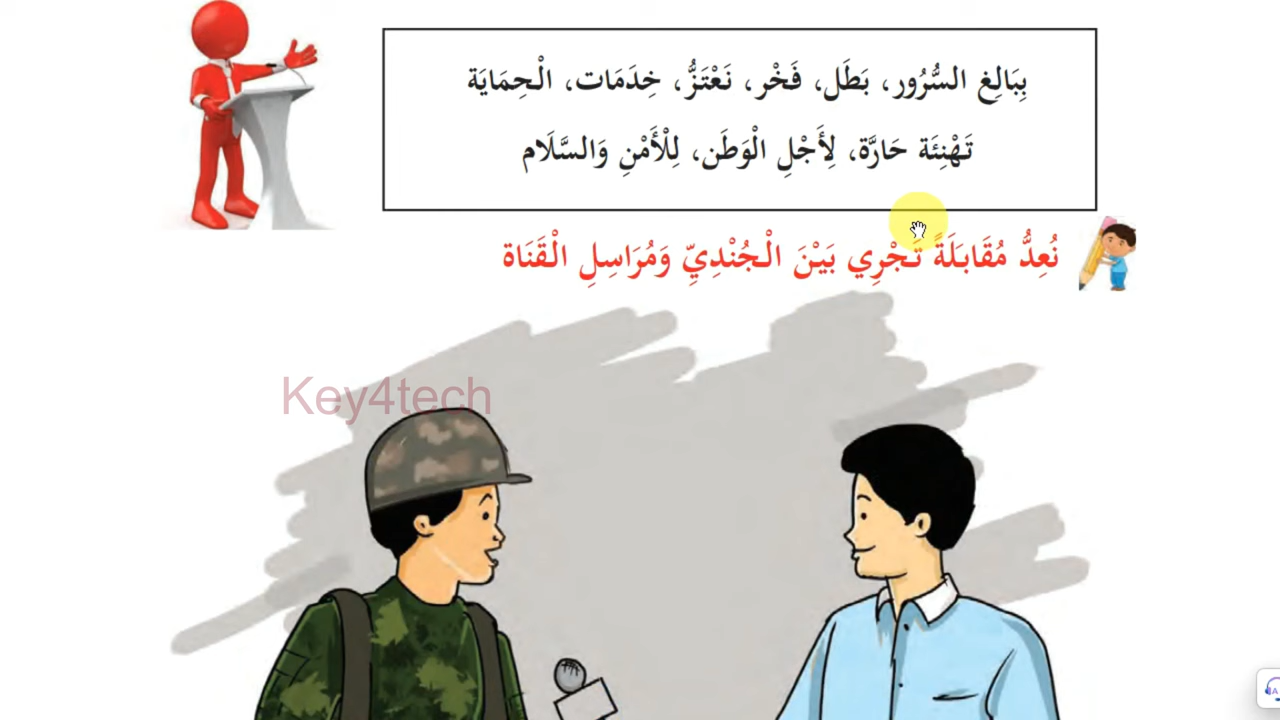 بِبَالِغ السُّرُور، بَطَل، فَخْر، نَعْتَزُّ، خِدَمَات، الْحِمَايَة
تَهْنِئَة حَارَّة، لِأَجْلِ الْوَطَن، لِلْأَمْنِ وَالسَّلَام
نُعِدُّ مُقَابَلَةً تَجْرِي بَيْنَ الْجُنْدِيِّ وَمُرَاسِلِ الْقَنَاة
Key4tech